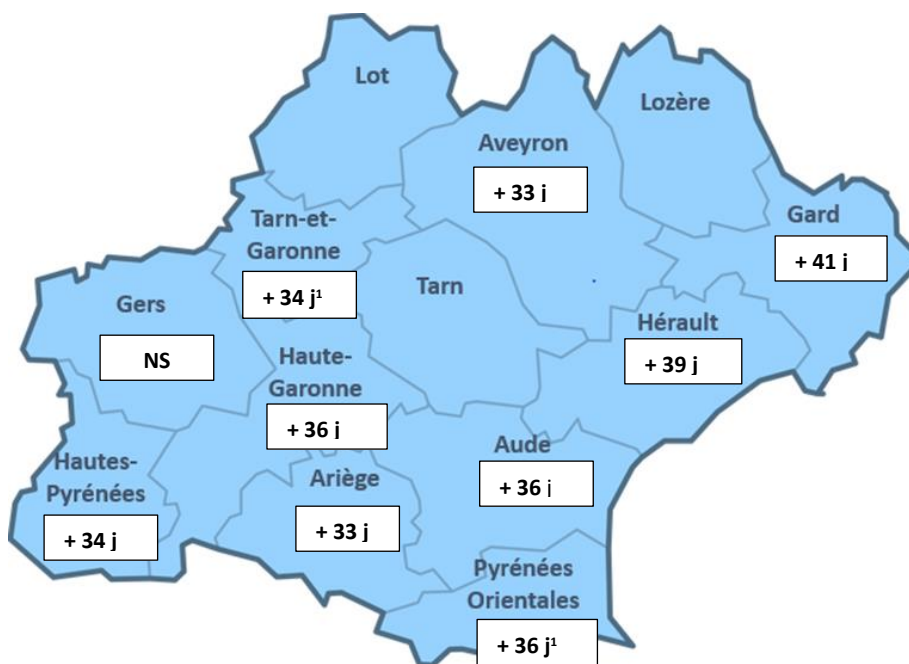 Lot
Lozère
Aveyron
+ 33 j
Gard
+ 41 j
Tarn-et-
Garonne
+ 34 j¹
Tarn
Gers
NS
Hérault
+ 39 j
Haute-
Garonne
+ 36 j
Aude
+ 36 j
Hautes-
Pyrénées
+ 34 j
Ariège
+ 33 j
Pyrénées
Orientales
+ 36 j¹